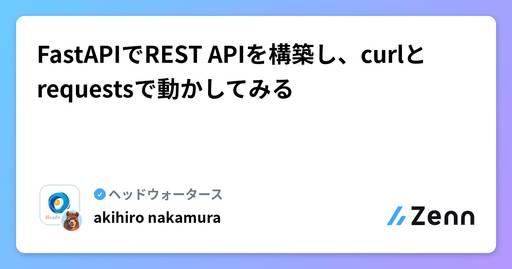 FastAPIでREST APIを構築し、curlと
requestsで動かしてみる
ヘッドウォータース
akihiro nakamura
Zenn